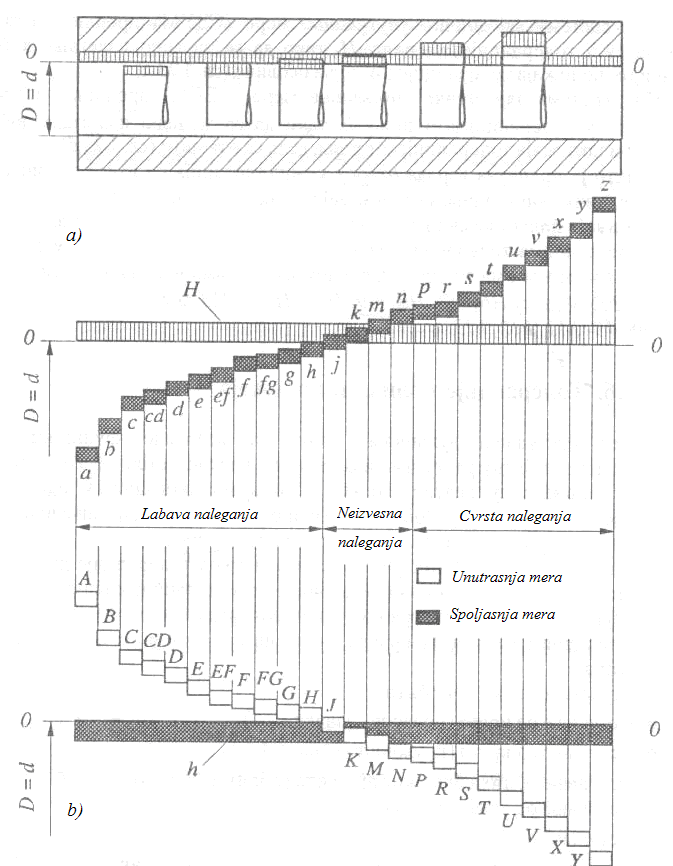 0
0
D = d
a)
z
y
x
v
u
t
s
r
p
n
m
k
H
0
0
j
h
g
fg
f
ef
e
d
cd
c
b
a
D = d
Labava naleganja
Neizvesna
naleganja
Cvrsta naleganja
Unutrasnja mera
Spoljasnja mera
A
B
C
CD
D
E
EF
F
FG
G
H
J
0
0
h
K
M
N
P
R
S
T
U
V
X
Y
D = d
b)